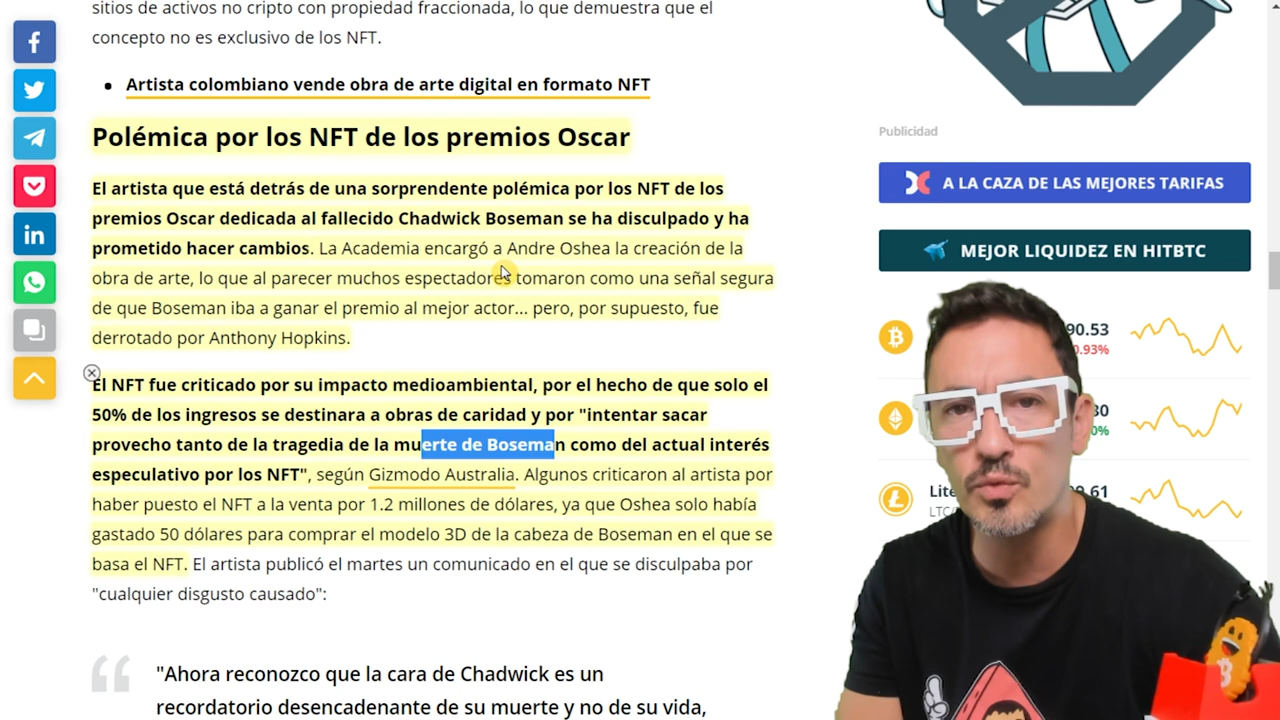 sitios de activos no cripto con propiedad fraccionada, lo que demuestra que el
concepto no es exclusivo de los NFT.
Artista colombiano vende obra de arte digital en formato NFT
Polémica por los NFT de los premios Oscar
El artista que está detrás de una sorprendente polémica por los NFT de los
premios Oscar dedicada al fallecido Chadwick Boseman se ha disculpado y ha
prometido hacer cambios. La Academia encargó a Andre Oshea la creación de la
obra de arte, lo que al parecer muchos espectadores tomaron como una señal segura
de que Boseman iba a ganar el premio al mejor actor... pero, por supuesto, fue
derrotado por Anthony Hopkins.
El NFT fue criticado por su impacto medioambiental, por el hecho de que solo el
50% de los ingresos se destinara a obras de caridad y por "intentar sacar
provecho tanto de la tragedia de la muerte de Boseman como del actual interés
especulativo por los NFT", según Gizmodo Australia. Algunos criticaron al artista por
haber puesto el NFT a la venta por 1.2 millones de dólares, ya que Oshea solo había
gastado 50 dólares para comprar el modelo 3D de la cabeza de Boseman en el que se
basa el NFT. El artista publicó el martes un comunicado en el que se disculpaba por
"cualquier disgusto causado":
"Ahora reconozco que la cara de Chadwick es un
recordatorio desencadenante de su muerte y no de su vida,
Publicidad
A LA CAZA DE LAS MEJORES TARIFAS
MEJOR LIQUIDEZ EN HITBTC
90.53
0.93%
30
0%
Lite
9.61
LTC/